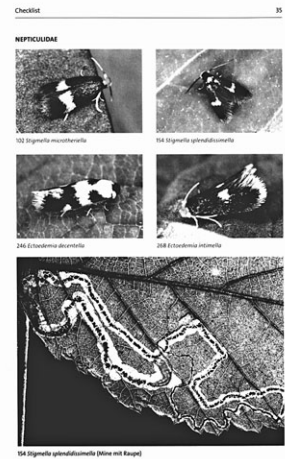 Checklist 35
NEPTICULIDAE
102 Stigmella microtheriella
154 Stigmella splendidissimella
246 Ectoedemia decentella
268 Ectoedemia intimella
154 Stigmella splendidissimella (Mine mit Raupe)